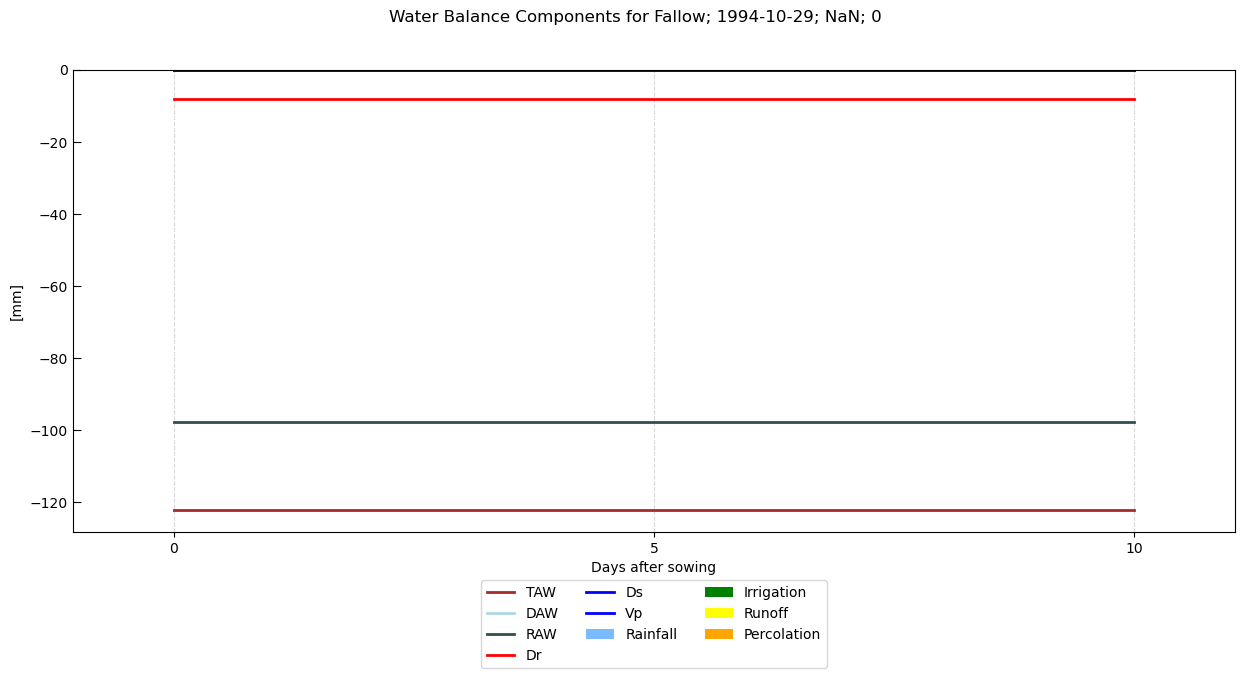 Water Balance Components for Fallow; 1994-10-29; NaN; 0
0
−20
−40
−60
−80
−100
−120
[mm]
0 5 10
Days after sowing
TAW Ds Irrigation
DAW Vp Runoff
RAW Rainfall Percolation
Dr